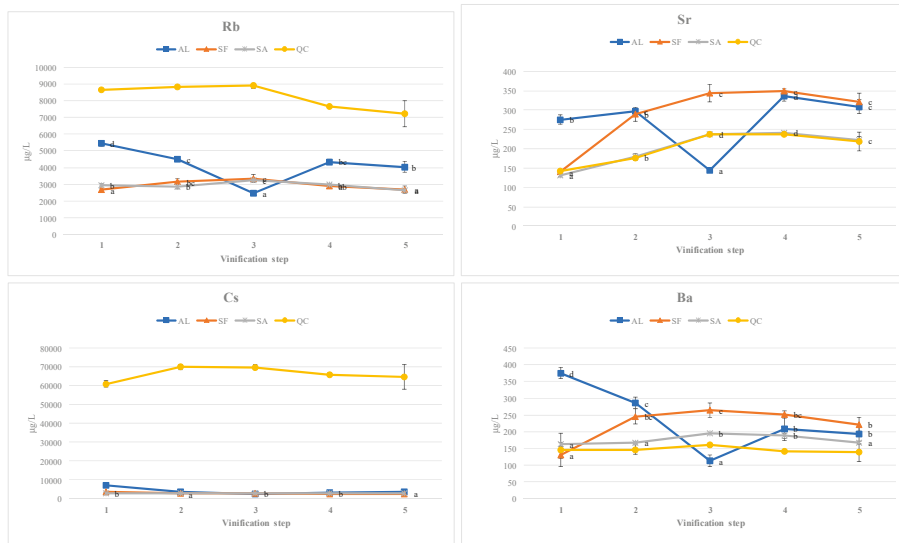 Rb
AL SF SA QC
10000
9000
8000
7000
6000
5000
4000
3000
2000
1000
0
µg/L
d
b
a
c
bc
a
c
a
bc
ab
b
a
a
1 2 3 4 5
Vinification step
Sr
AL SF SA QC
400
350
300
250
200
150
100
50
0
µg/L
b
a
a
b
b
c
d
a
c
d
d
c
c
c
1 2 3 4 5
Vinification step
Cs
AL SF SA QC
80000
70000
60000
50000
40000
30000
20000
10000
0
µg/L
b
a
b
b
a
1 2 3 4 5
Vinification step
Ba
AL SF SA QC
450
400
350
300
250
200
150
100
50
0
µg/L
d
a
a
c
bc
a
c
b
a
bc
b
b
b
b
a
1 2 3 4 5
Vinification step